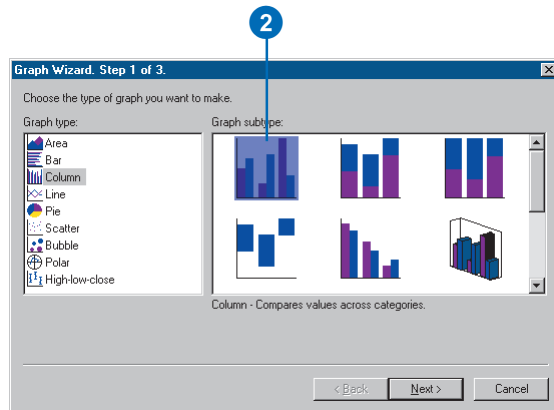 2
Graph Wizard. Step 1 of 3.
Choose the type of graph you want to make.
Graph type:
Graph subtype:
Area
Bar
Column
Line
Pie
Scatter
Bubble
Polar
High-low-close
Column - Compares values across categories.
< Back
Next >
Cancel